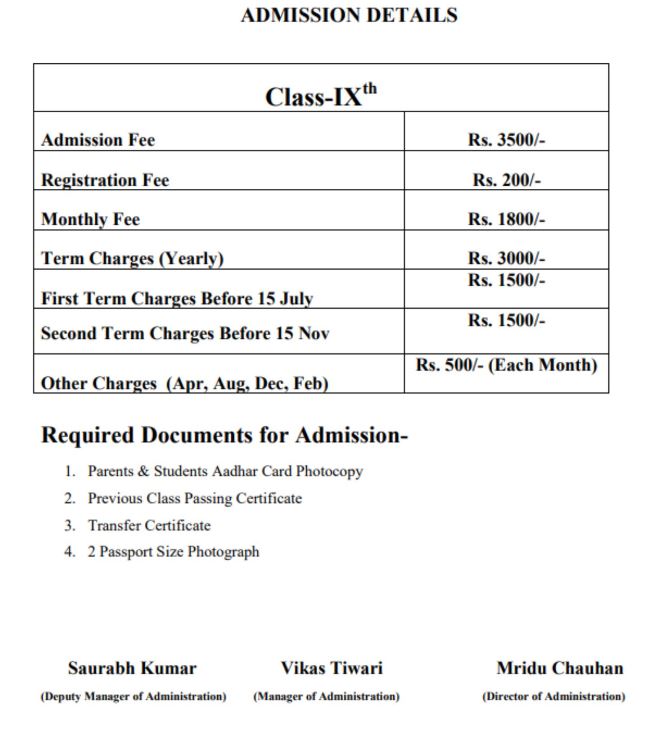 ADMISSION DETAILS
Class-IXth
Admission Fee Rs. 3500/-
Registration Fee Rs. 200/-
Monthly Fee Rs. 1800/-
Term Charges (Yearly) Rs. 3000/-
First Term Charges Before 15 July Rs. 1500/-
Second Term Charges Before 15 Nov Rs. 1500/-
Other Charges (Apr, Aug, Dec, Feb) Rs. 500/- (Each Month)
Required Documents for Admission-
1. Parents & Students Aadhar Card Photocopy
2. Previous Class Passing Certificate
3. Transfer Certificate
4. 2 Passport Size Photograph
Saurabh Kumar Vikas Tiwari Mridu Chauhan
(Deputy Manager of Administration) (Manager of Administration) (Director of Administration)